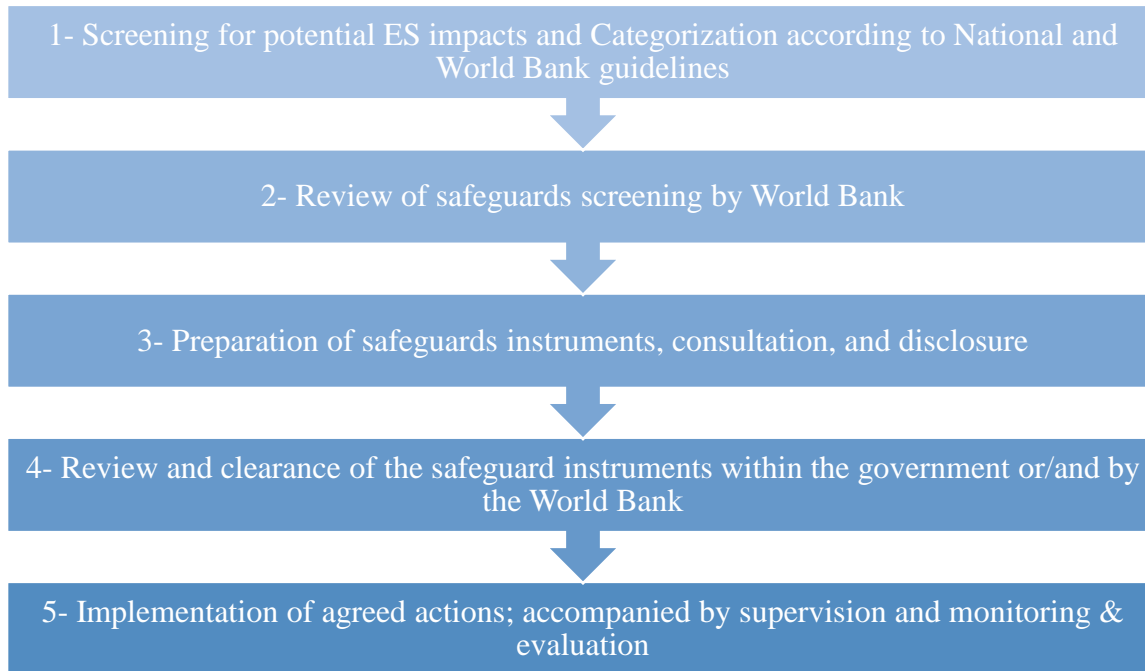 1- Screening for potential ES impacts and Categorization according to National and
World Bank guidelines
2- Review of safeguards screening by World Bank
3- Preparation of safeguards instruments, consultation, and disclosure
4- Review and clearance of the safeguard instruments within the government or/and by
the World Bank
5- Implementation of agreed actions; accompanied by supervision and monitoring &
evaluation